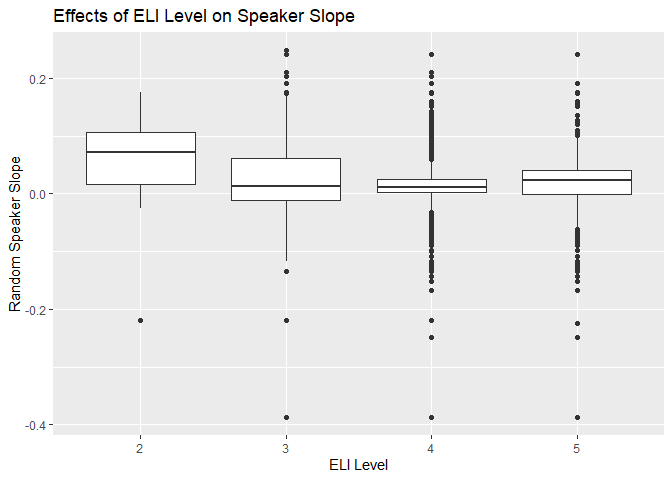 Effects of ELI Level on Speaker Slope
Random Speaker Slope
0.2
0.0
-0.2
-0.4
2 3 4 5
ELI Level